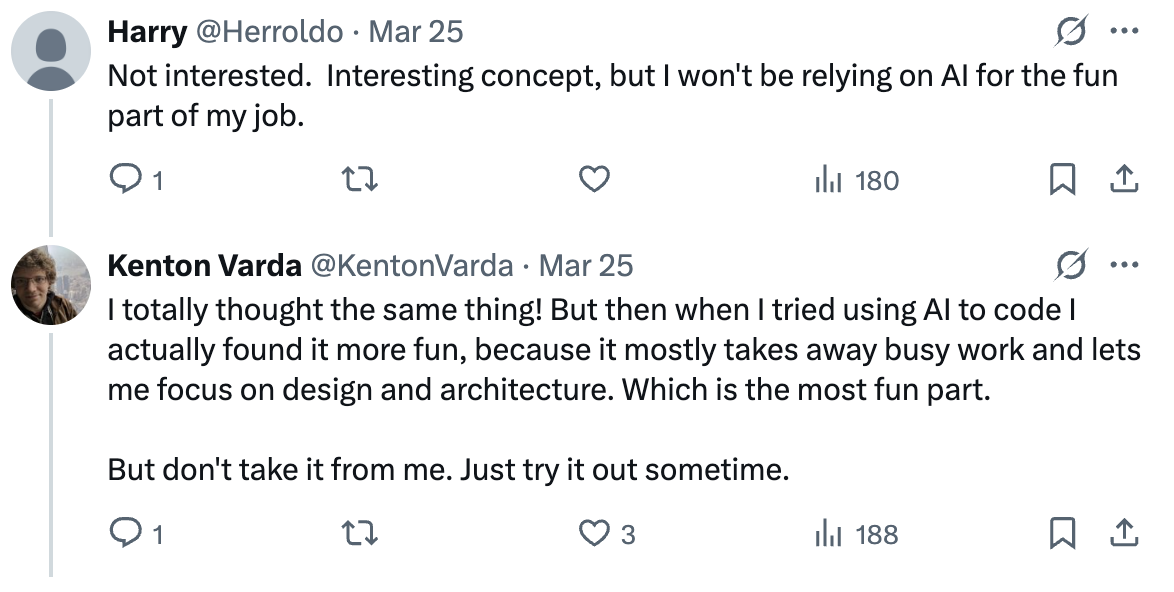 Harry @Herroldo · Mar 25
Not interested.  Interesting concept, but I won't be relying on AI for the fun
part of my job.
1 180
Kenton Varda @KentonVarda · Mar 25
I totally thought the same thing! But then when I tried using AI to code I
actually found it more fun, because it mostly takes away busy work and lets
me focus on design and architecture. Which is the most fun part.
But don't take it from me. Just try it out sometime.
1 3 188